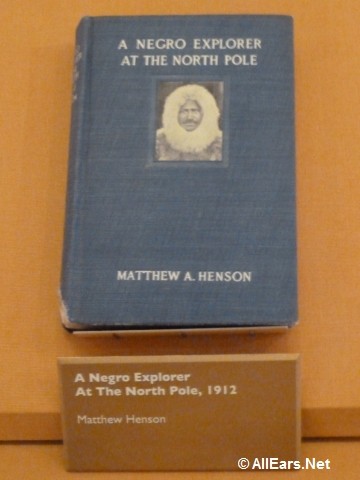 A NEGRO EXPLORER
AT THE NORTH POLE
MATTHEW A. HENSON
A Negro Explorer
At The North Pole, 1912
Matthew Henson
©AllEars.Net